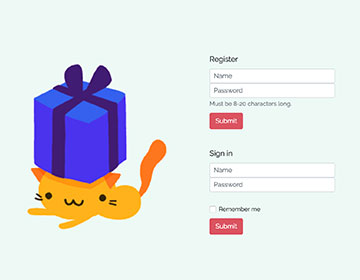 Register
Name
Password
Must be 8-20 characters long.
Submit
Sign in
Name
Password
Remember me
Submit